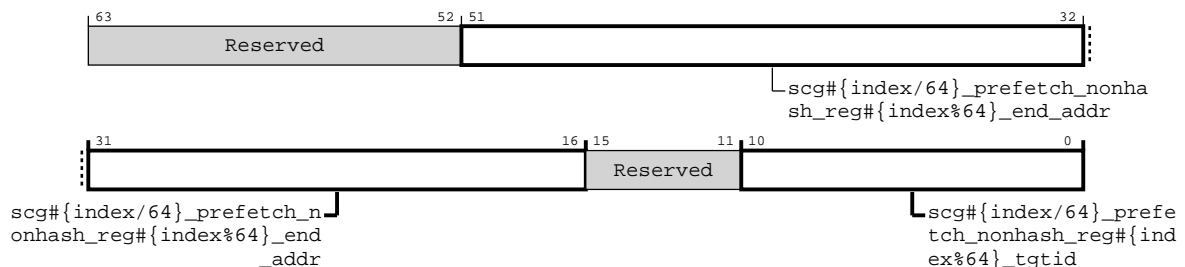 63 52 51 32
Reserved
scg#{index/64}_prefetch_nonha
sh_reg#{index%64}_end_addr
31 16 15 11 10 0
Reserved
scg#{index/64}_prefetch_n
onhash_reg#{index%64}_end
_addr
scg#{index/64}_prefe
tch_nonhash_reg#{ind
ex%64}_tgtid